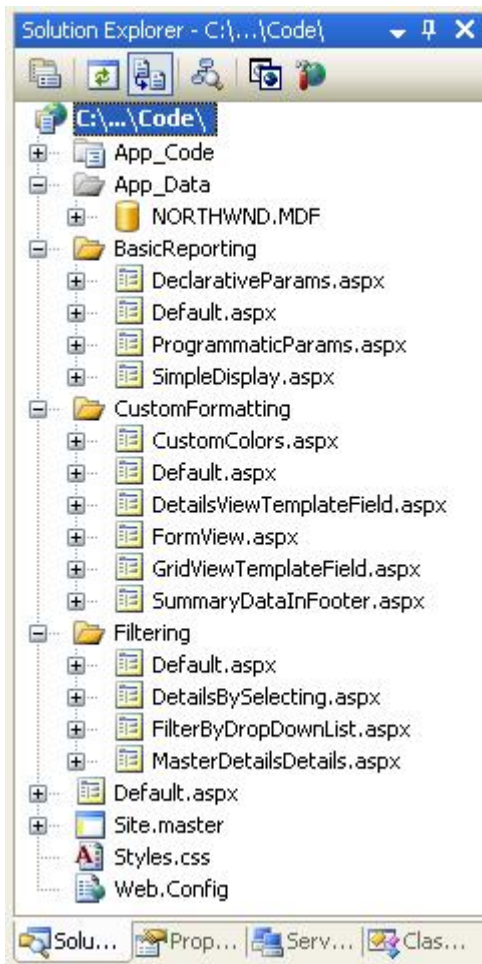 Solution Explorer - C:\...\Code\
C:\...\Code\
App_Code
App_Data
NORTHWND.MDF
BasicReporting
DeclarativeParams.aspx
Default.aspx
ProgrammaticParams.aspx
SimpleDisplay.aspx
CustomFormatting
CustomColors.aspx
Default.aspx
DetailsViewTemplateField.aspx
FormView.aspx
GridViewTemplateField.aspx
SummaryDataInFooter.aspx
Filtering
Default.aspx
DetailsBySelecting.aspx
FilterByDropDownList.aspx
MasterDetailsDetails.aspx
Default.aspx
Site.master
Styles.css
Web.Config
Solu... Prop... Serv... Clas...